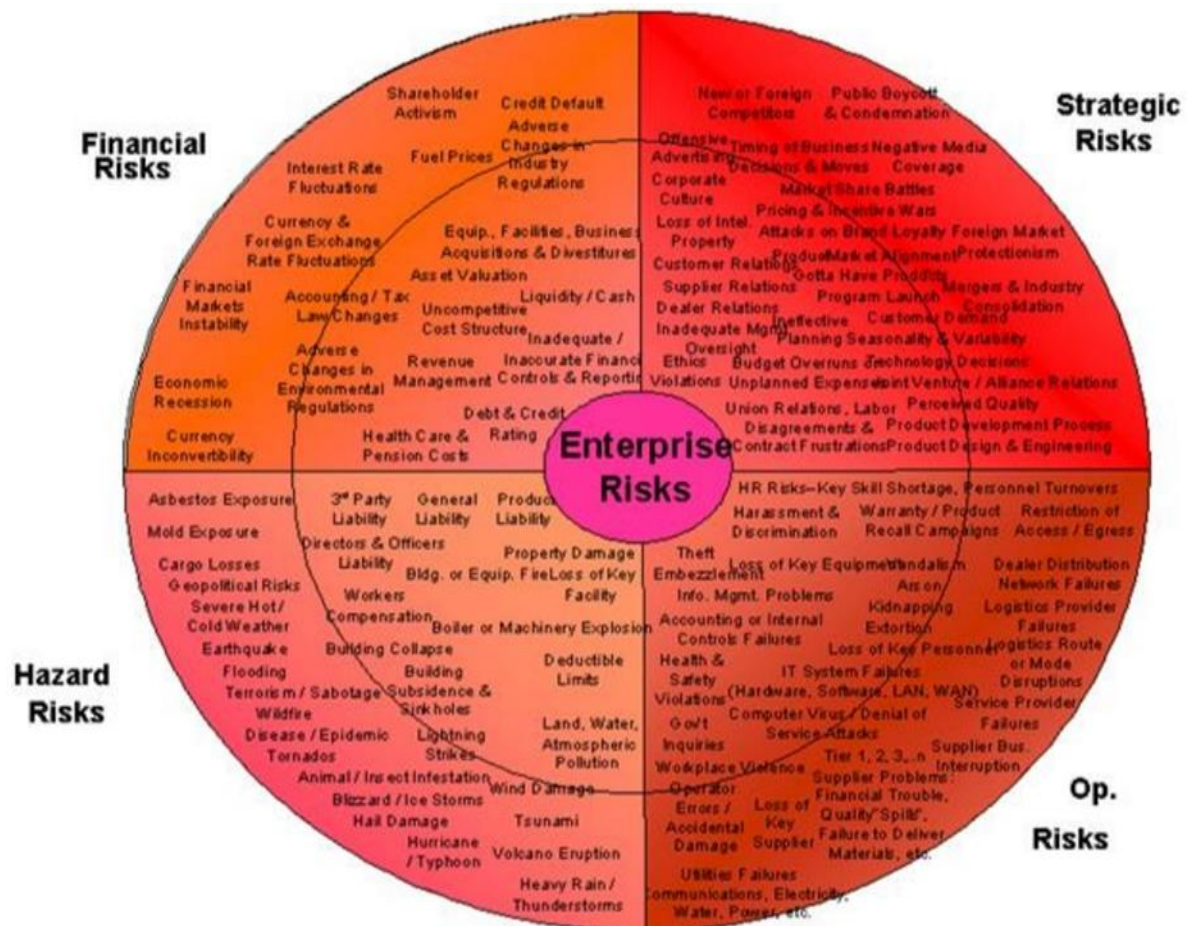 Financial
Risks
Shareholder
Activism
Credit Default
Adverse
Changes in
Industry
Regulations
Fuel Prices
Interest Rate
Fluctuations
Currency &
Foreign Exchange
Rate Fluctuations
Equip., Facilities, Business
Acquisitions & Divestitures
Asset Valuation
Financial
Markets
Instability
Accounting / Tax
Law Changes
Uncompetitive
Cost Structure
Liquidity / Cash
Inadequate /
Inaccurate Financi
Controls & Reportin
Adverse
Changes in
Environmental
Regulations
Revenue
Management
Economic
Recession
Debt & Credit
Rating
Currency
Inconvertibility
Health Care &
Pension Costs
Strategic
Risks
New or Foreign
Competitors
Public Boycott
& Condemnation
Offensive
Advertising
Timing of Business
Decisions & Moves
Negative Media
Coverage
Corporate
Culture
Market Share Battles
Pricing & Incentive Wars
Loss of Intel.
Property
Attacks on Brand Loyalty
Foreign Market
Protectionism
Product-Market Alignment
Customer Relations
Gotta Have Products
Supplier Relations
Program Launch
Mergers & Industry
Consolidation
Dealer Relations
Ineffective
Planning
Customer Demand
Seasonality & Variability
Inadequate Mgmt
Oversight
Ethics
Violations
Budget Overruns
Unplanned Expenses
Technology Decisions
Joint Venture / Alliance Relations
Union Relations, Labor
Disagreements &
Contract Frustrations
Perceived Quality
Product Development Process
Product Design & Engineering
Enterprise
Risks
Hazard
Risks
Asbestos Exposure
3rd Party
Liability
General
Liability
Product
Liability
Mold Exposure
Directors & Officers
Liability
Property Damage
Cargo Losses
Bldg. or Equip. Fire
Loss of Key
Facility
Geopolitical Risks
Workers
Compensation
Severe Hot /
Cold Weather
Boiler or Machinery Explosion
Earthquake
Building Collapse
Flooding
Building
Subsidence &
Sinkholes
Deductible
Limits
Terrorism / Sabotage
Wildfire
Disease / Epidemic
Lightning
Strikes
Land, Water,
Atmospheric
Pollution
Tornados
Animal / Insect Infestation
Wind Damage
Blizzard / Ice Storms
Hail Damage
Tsunami
Hurricane
/ Typhoon
Volcano Eruption
Heavy Rain /
Thunderstorms
Op.
Risks
HR Risks–Key Skill Shortage, Personnel Turnovers
Harassment &
Discrimination
Warranty / Product
Recall Campaigns
Restriction of
Access / Egress
Theft
Embezzlement
Loss of Key Equipment
Vandalism
Dealer Distribution
Network Failures
Info. Mgmt. Problems
Arson
Kidnapping
Extortion
Logistics Provider
Failures
Accounting or Internal
Controls Failures
Loss of Key Personnel
Logistics Route
or Mode
Disruptions
Health &
Safety
Violations
IT System Failures
(Hardware, Software, LAN, WAN)
Service Provider
Failures
Gov't
Inquiries
Computer Virus / Denial of
Service Attacks
Workplace Violence
Tier 1, 2, 3,..n
Supplier Problems:
Financial Trouble,
Quality "Spills",
Failure to Deliver
Materials, etc.
Supplier Bus.
Interruption
Operator
Errors /
Accidental
Damage
Loss of
Key
Supplier
Utilities Failures
Communications, Electricity,
Water, Power, etc.